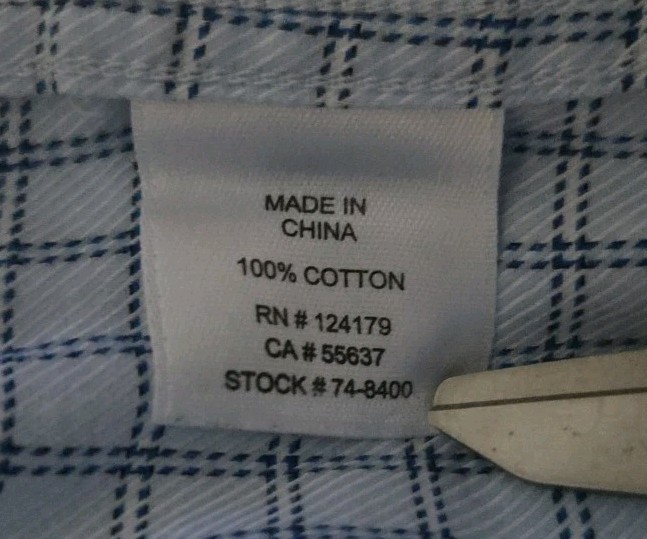 MADE IN
CHINA
100% COTTON
RN # 124179
CA # 55637
STOCK # 74-8400